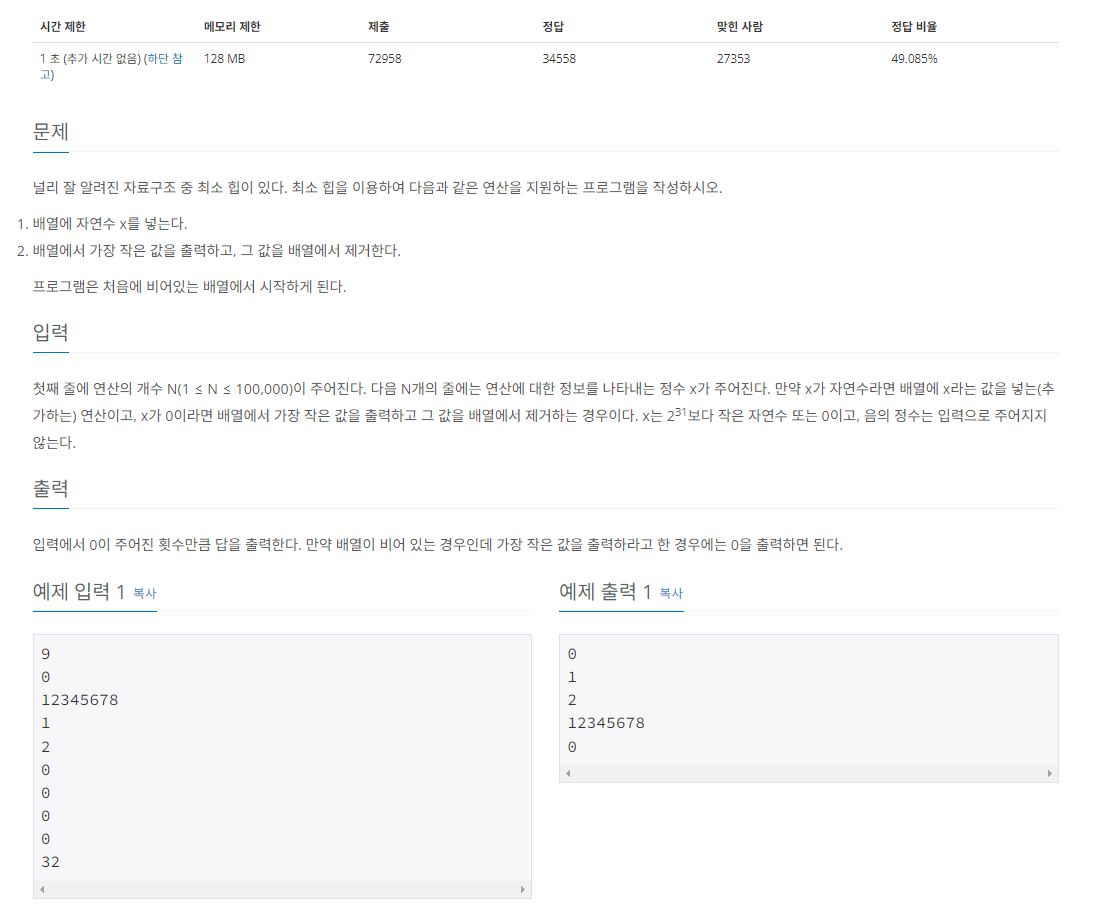 시간 제한 메모리 제한 제출 정답 맞힌 사람 정답 비율
1 초 (추가 시간 없음) (하단 참 128 MB 72958 34558 27353 49.085%
고)
문제
널리 잘 알려진 자료구조 중 최소 힙이 있다. 최소 힙을 이용하여 다음과 같은 연산을 지원하는 프로그램을 작성하시오.
1. 배열에 자연수 x를 넣는다.
2. 배열에서 가장 작은 값을 출력하고, 그 값을 배열에서 제거한다.
프로그램은 처음에 비어있는 배열에서 시작하게 된다.
입력
첫째 줄에 연산의 개수 N(1 ≤ N ≤ 100,000)이 주어진다. 다음 N개의 줄에는 연산에 대한 정보를 나타내는 정수 x가 주어진다. 만약 x가 자연수라면 배열에 x라는 값을 넣는(추
가하는) 연산이고, x가 0이라면 배열에서 가장 작은 값을 출력하고 그 값을 배열에서 제거하는 경우이다. x는 2³¹보다 작은 자연수 또는 0이고, 음의 정수는 입력으로 주어지지
않는다.
출력
입력에서 0이 주어진 횟수만큼 답을 출력한다. 만약 배열이 비어 있는 경우인데 가장 작은 값을 출력하라고 한 경우에는 0을 출력하면 된다.
예제 입력 1 복사
9
0
12345678
1
2
0
0
0
0
32
예제 출력 1 복사
0
1
2
12345678
0